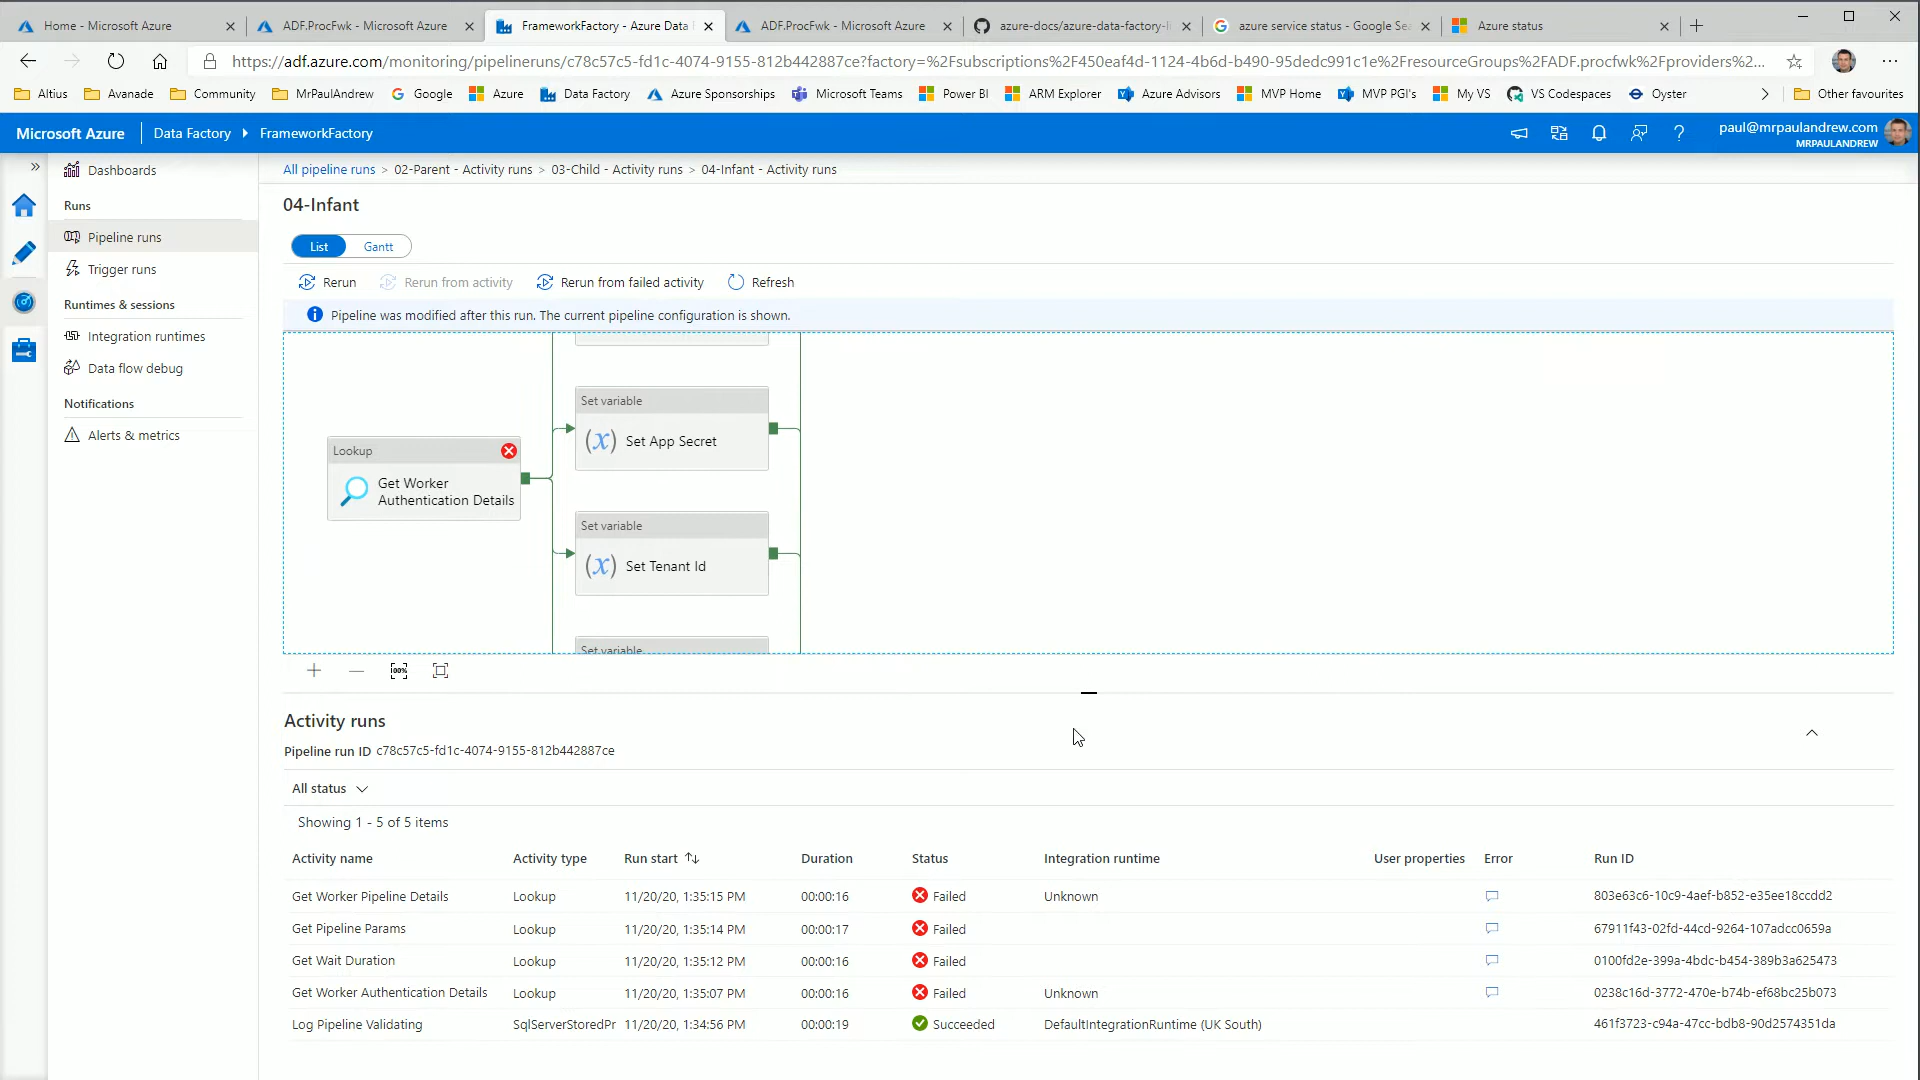 Home - Microsoft Azure
ADF.ProcFwk - Microsoft Azure
FrameworkFactory - Azure Data
ADF.ProcFwk - Microsoft Azure
azure-docs/azure-data-factory-li
azure service status - Google Sea
Azure status
https://adf.azure.com/monitoring/pipelineruns/c78c57c5-fd1c-4074-9155-812b442887ce?factory=%2Fsubscriptions%2F450eaf4d-1124-4b6d-b490-95dedc991c1e%2FresourceGroups%2FADF.procfwk%2Fproviders%2...
Altius Avanade Community MrPaulAndrew Google Azure Data Factory Azure Sponsorships Microsoft Teams Power BI ARM Explorer Azure Advisors MVP Home MVP PGI's My VS VS Codespaces Oyster Other favourites
Microsoft Azure Data Factory FrameworkFactory
paul@mrpaulandrew.com
MRPAULANDREW
Dashboards
Runs
Pipeline runs
Trigger runs
Runtimes & sessions
Integration runtimes
Data flow debug
Notifications
Alerts & metrics
All pipeline runs > 02-Parent - Activity runs > 03-Child - Activity runs > 04-Infant - Activity runs
04-Infant
List Gantt
Rerun Rerun from activity Rerun from failed activity Refresh
Pipeline was modified after this run. The current pipeline configuration is shown.
Set variable
Set App Secret
Lookup
Get Worker
Authentication Details
Set variable
Set Tenant Id
Set variable
100%
Activity runs
Pipeline run ID c78c57c5-fd1c-4074-9155-812b442887ce
All status
Showing 1 - 5 of 5 items
Activity name Activity type Run start Duration Status Integration runtime User properties Error Run ID
Get Worker Pipeline Details Lookup 11/20/20, 1:35:15 PM 00:00:16 Failed Unknown 803e63c6-10c9-4aef-b852-e35ee18ccdd2
Get Pipeline Params Lookup 11/20/20, 1:35:14 PM 00:00:17 Failed 67911f43-02fd-44cd-9264-107adcc0659a
Get Wait Duration Lookup 11/20/20, 1:35:12 PM 00:00:16 Failed 0100fd2e-399a-4bdc-b454-389b3a625473
Get Worker Authentication Details Lookup 11/20/20, 1:35:07 PM 00:00:16 Failed Unknown 0238c16d-3772-470e-b74b-ef68bc25b073
Log Pipeline Validating SqlServerStoredPr 11/20/20, 1:34:56 PM 00:00:19 Succeeded DefaultIntegrationRuntime (UK South) 461f3723-c94a-47cc-bdb8-90d2574351da